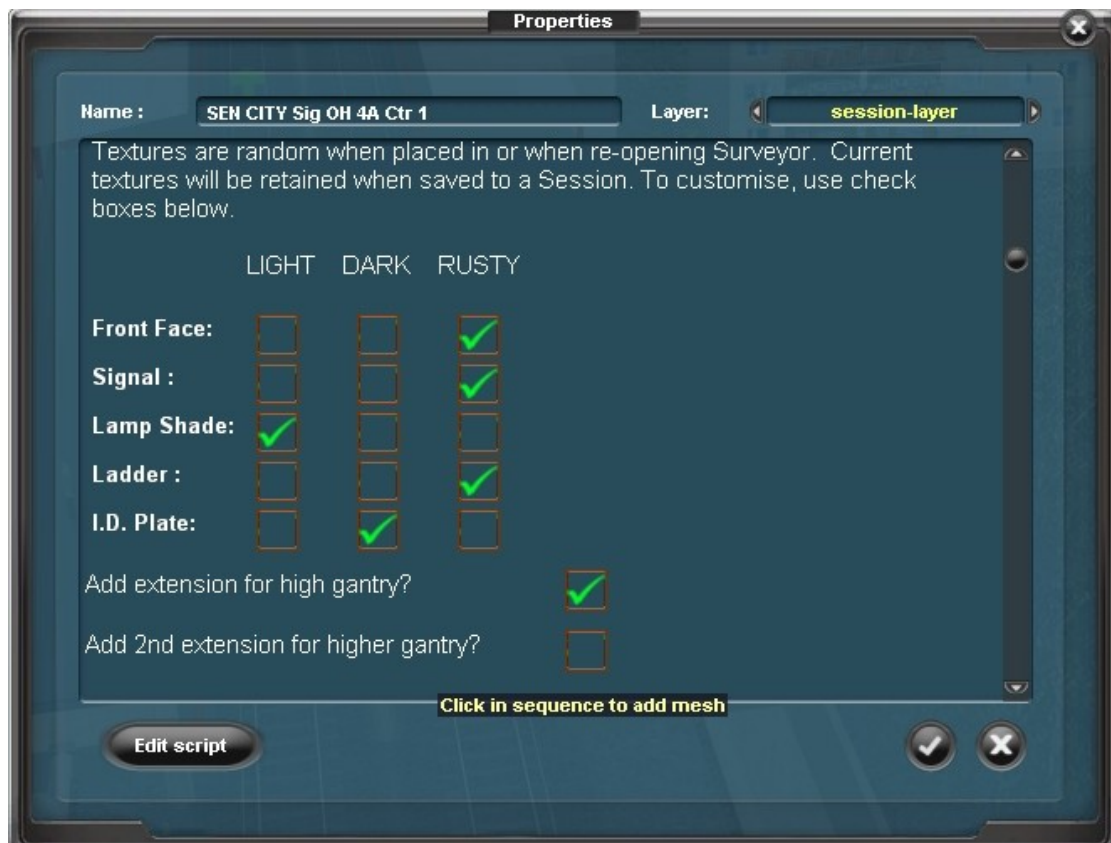 Properties
Name : SEN CITY Sig OH 4A Ctr 1 Layer: session-layer
Textures are random when placed in or when re-opening Surveyor. Current
textures will be retained when saved to a Session. To customise, use check
boxes below.
LIGHT DARK RUSTY
Front Face:
Signal :
Lamp Shade:
Ladder :
I.D. Plate:
Add extension for high gantry?
Add 2nd extension for higher gantry?
Click in sequence to add mesh
Edit script